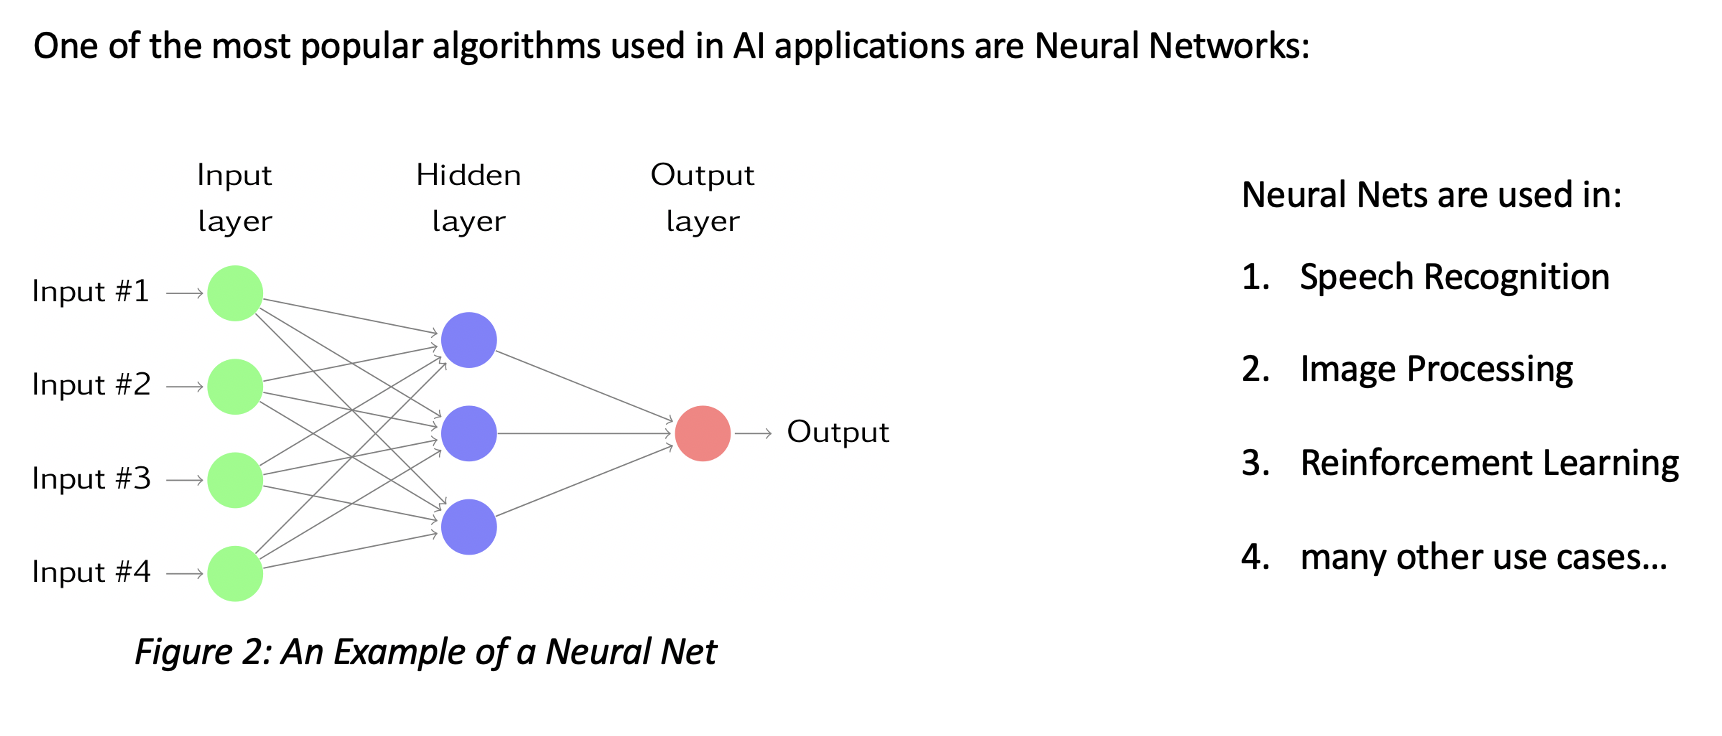 One of the most popular algorithms used in AI applications are Neural Networks:
Input layer
Hidden layer
Output layer
Input #1
Input #2
Input #3
Input #4
Output
Figure 2: An Example of a Neural Net
Neural Nets are used in:
1. Speech Recognition
2. Image Processing
3. Reinforcement Learning
4. many other use cases...